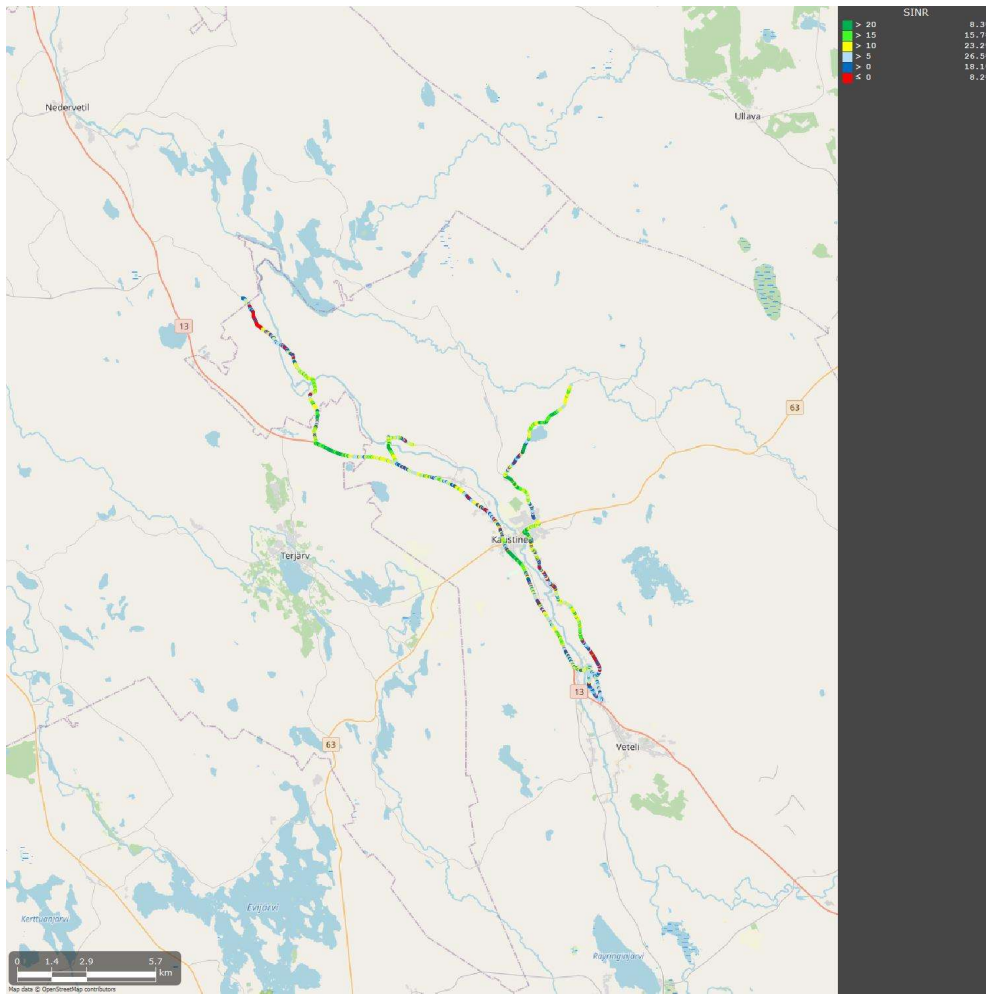 SINR
> 20 8.3
> 15 15.7
> 10 23.2
> 5 26.5
> 0 18.1
≤ 0 8.2
Nedervetil
Ullava
13
63
Kaustinen
Terjärv
13
63
Veteli
Evijärvi
Kerttuanjärvi
Räyringinjärvi
0 1.4 2.9 5.7
km
Map data © OpenStreetMap contributors